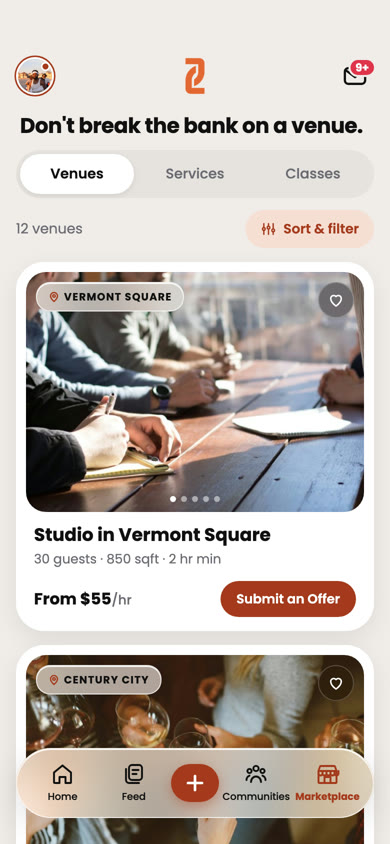 9+
Don't break the bank on a venue.
Venues Services Classes
12 venues Sort & filter
VERMONT SQUARE
Studio in Vermont Square
30 guests · 850 sqft · 2 hr min
From $55/hr Submit an Offer
CENTURY CITY
Home Feed Communities Marketplace